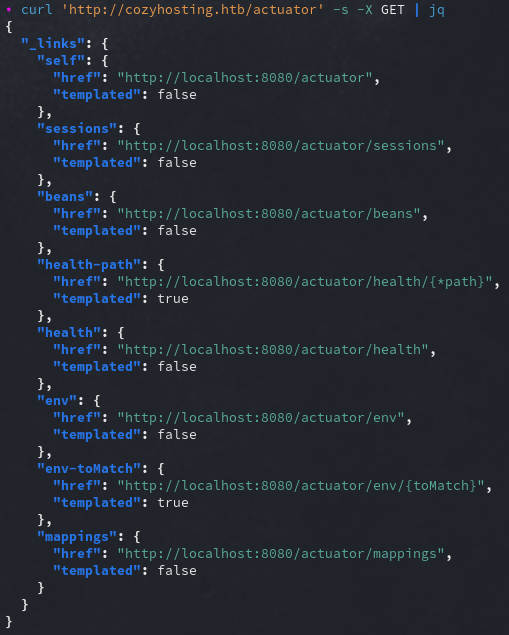 • curl 'http://cozyhosting.htb/actuator' -s -X GET | jq
{
  "_links": {
    "self": {
      "href": "http://localhost:8080/actuator",
      "templated": false
    },
    "sessions": {
      "href": "http://localhost:8080/actuator/sessions",
      "templated": false
    },
    "beans": {
      "href": "http://localhost:8080/actuator/beans",
      "templated": false
    },
    "health-path": {
      "href": "http://localhost:8080/actuator/health/{*path}",
      "templated": true
    },
    "health": {
      "href": "http://localhost:8080/actuator/health",
      "templated": false
    },
    "env": {
      "href": "http://localhost:8080/actuator/env",
      "templated": false
    },
    "env-toMatch": {
      "href": "http://localhost:8080/actuator/env/{toMatch}",
      "templated": true
    },
    "mappings": {
      "href": "http://localhost:8080/actuator/mappings",
      "templated": false
    }
  }
}